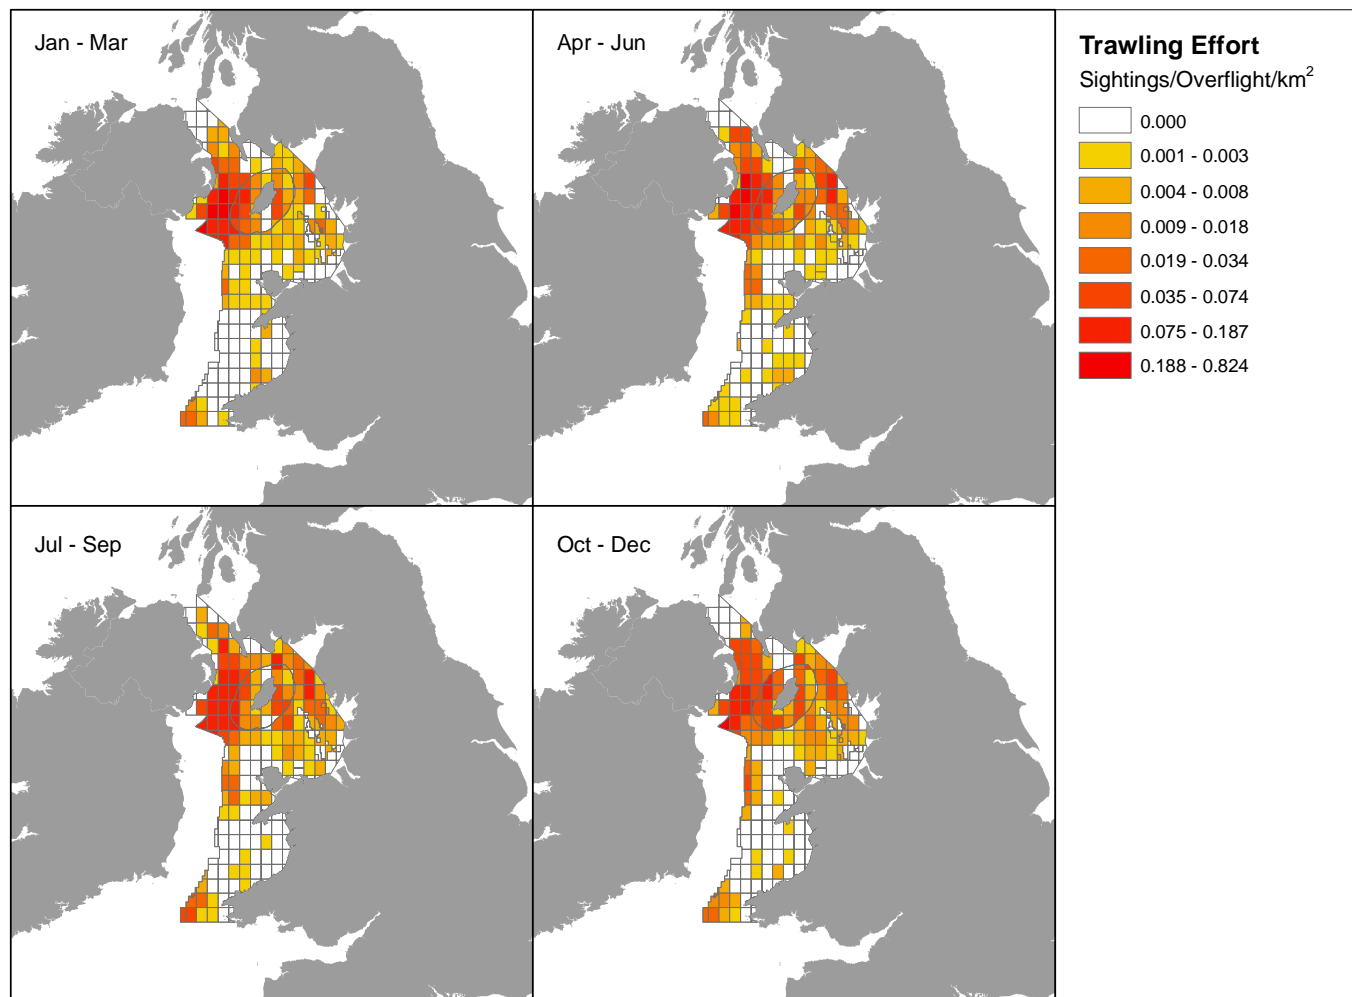 Jan - Mar
Apr - Jun
Jul - Sep
Oct - Dec
Trawling Effort
Sightings/Overflight/km²
0.000
0.001 - 0.003
0.004 - 0.008
0.009 - 0.018
0.019 - 0.034
0.035 - 0.074
0.075 - 0.187
0.188 - 0.824